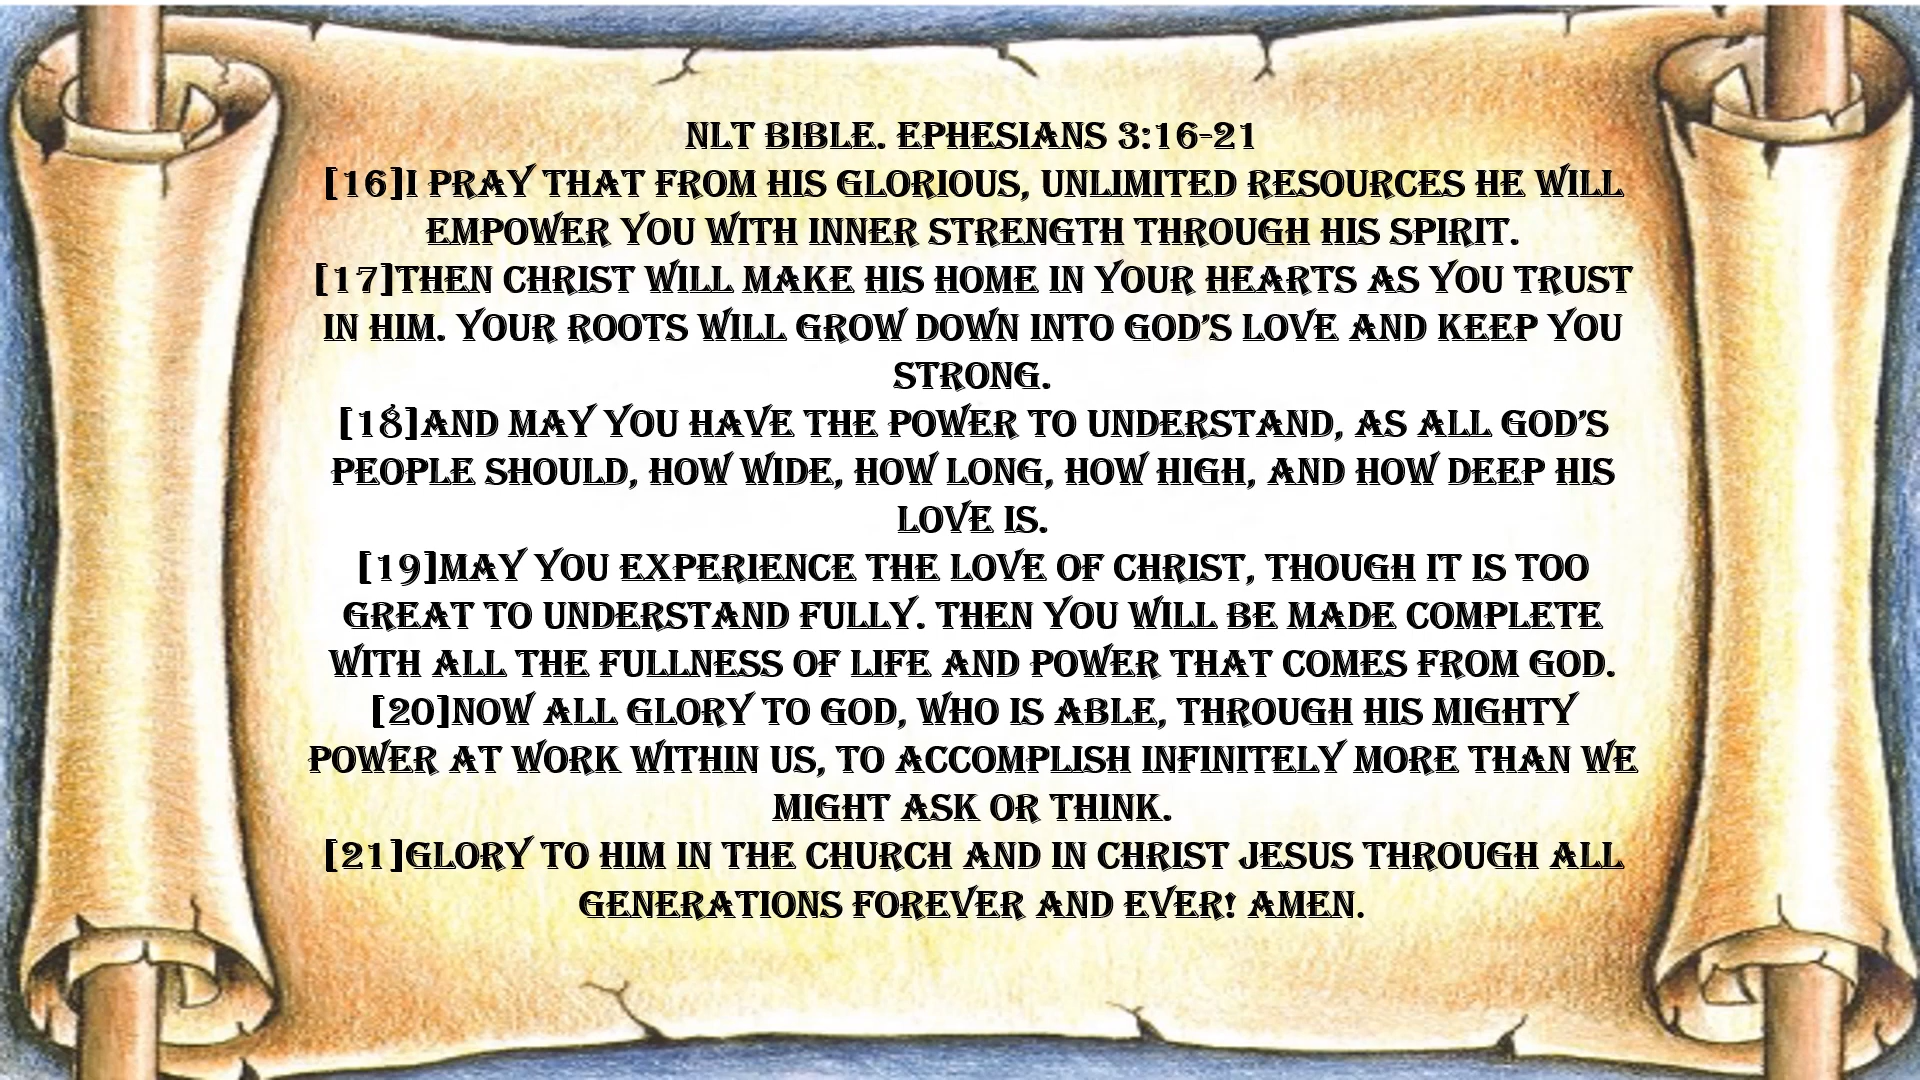 NLT BIBLE. EPHESIANS 3:16-21
[16]I PRAY THAT FROM HIS GLORIOUS, UNLIMITED RESOURCES HE WILL
EMPOWER YOU WITH INNER STRENGTH THROUGH HIS SPIRIT.
[17]THEN CHRIST WILL MAKE HIS HOME IN YOUR HEARTS AS YOU TRUST
IN HIM. YOUR ROOTS WILL GROW DOWN INTO GOD’S LOVE AND KEEP YOU
STRONG.
[18]AND MAY YOU HAVE THE POWER TO UNDERSTAND, AS ALL GOD’S
PEOPLE SHOULD, HOW WIDE, HOW LONG, HOW HIGH, AND HOW DEEP HIS
LOVE IS.
[19]MAY YOU EXPERIENCE THE LOVE OF CHRIST, THOUGH IT IS TOO
GREAT TO UNDERSTAND FULLY. THEN YOU WILL BE MADE COMPLETE
WITH ALL THE FULLNESS OF LIFE AND POWER THAT COMES FROM GOD.
[20]NOW ALL GLORY TO GOD, WHO IS ABLE, THROUGH HIS MIGHTY
POWER AT WORK WITHIN US, TO ACCOMPLISH INFINITELY MORE THAN WE
MIGHT ASK OR THINK.
[21]GLORY TO HIM IN THE CHURCH AND IN CHRIST JESUS THROUGH ALL
GENERATIONS FOREVER AND EVER! AMEN.